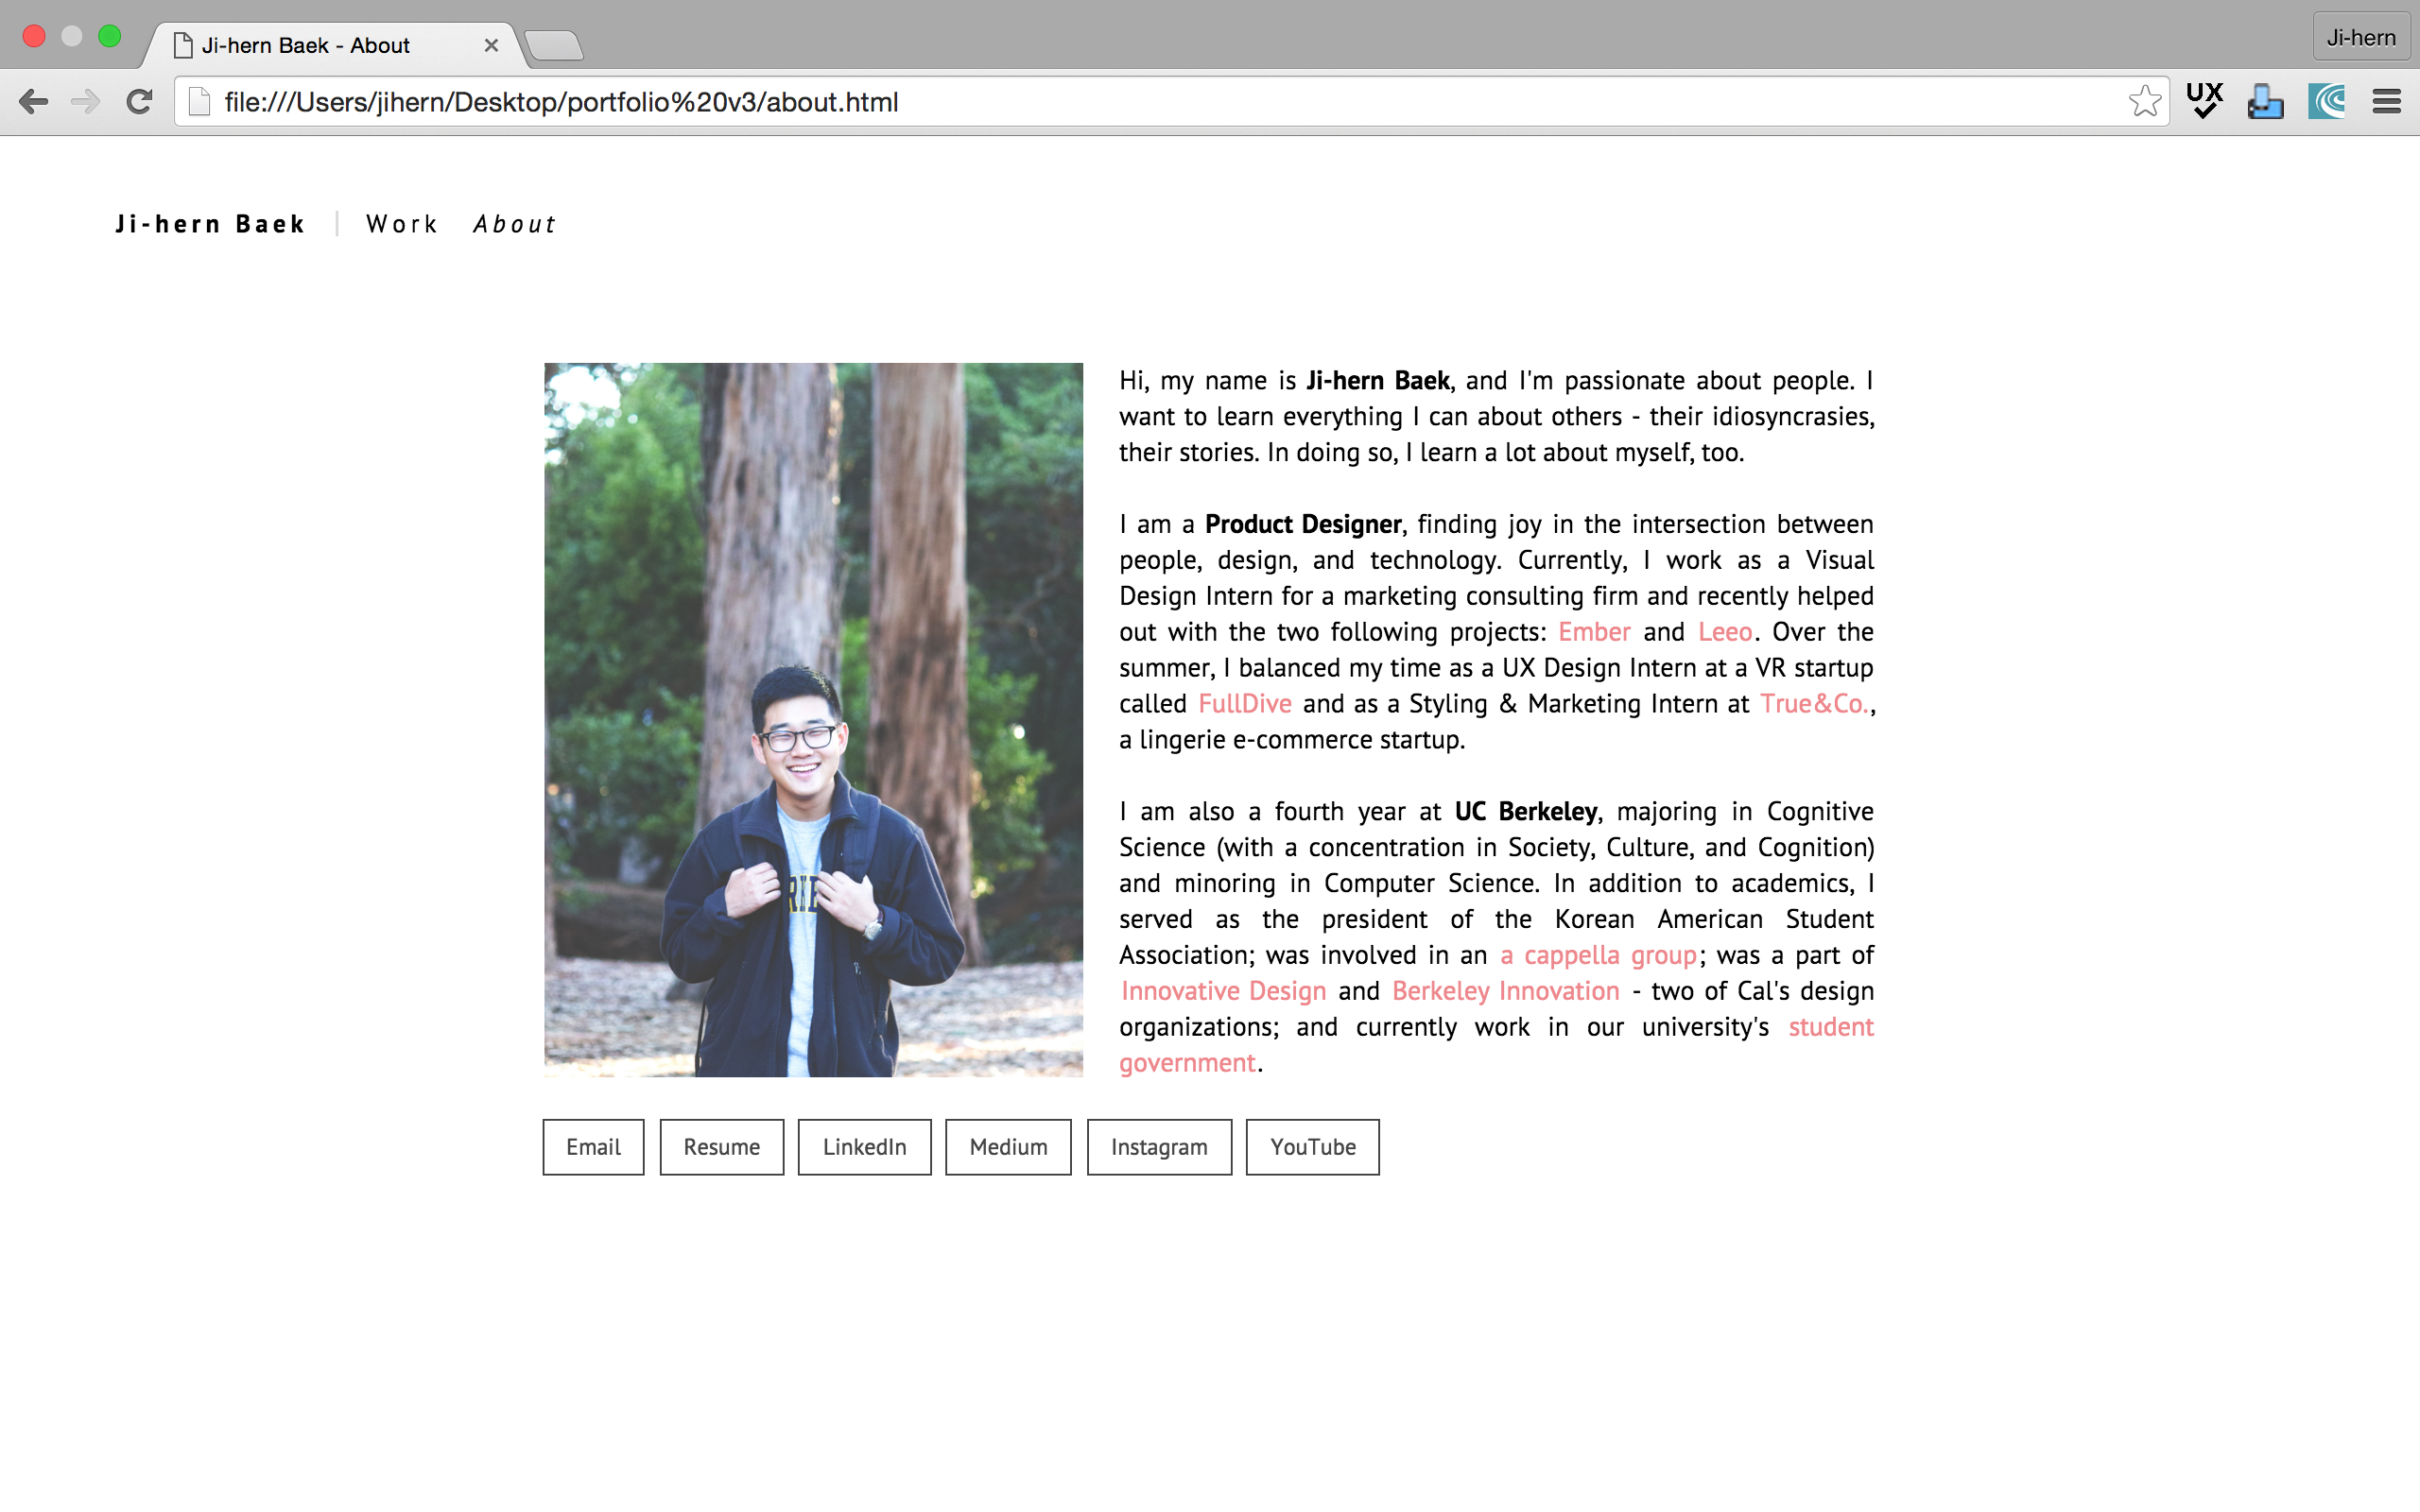 Ji-hern Baek - About
Ji-hern
file:///Users/jihern/Desktop/portfolio%20v3/about.html
UX
Ji-hern Baek | Work About
Hi, my name is Ji-hern Baek, and I'm passionate about people. I
want to learn everything I can about others - their idiosyncrasies,
their stories. In doing so, I learn a lot about myself, too.
I am a Product Designer, finding joy in the intersection between
people, design, and technology. Currently, I work as a Visual
Design Intern for a marketing consulting firm and recently helped
out with the two following projects: Ember and Leeo. Over the
summer, I balanced my time as a UX Design Intern at a VR startup
called FullDive and as a Styling & Marketing Intern at True&Co.,
a lingerie e-commerce startup.
I am also a fourth year at UC Berkeley, majoring in Cognitive
Science (with a concentration in Society, Culture, and Cognition)
and minoring in Computer Science. In addition to academics, I
served as the president of the Korean American Student
Association; was involved in an a cappella group; was a part of
Innovative Design and Berkeley Innovation - two of Cal's design
organizations; and currently work in our university's student
government.
Email Resume LinkedIn Medium Instagram YouTube